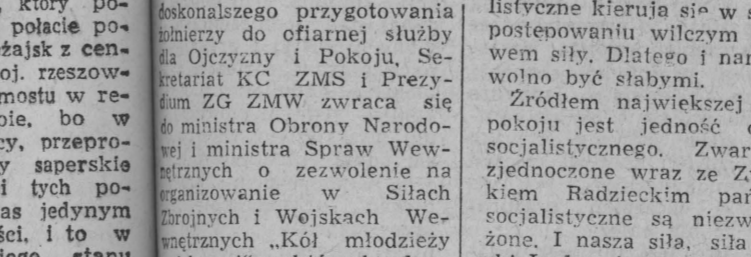 który po-
połacie po-
żajsk z cen-
oj. rzeszow-
mostu w re-
bie, bo w
cy, przepro-
y saperskie
i tych po-
as jedynym
ści, i to w
stanu
doskonalszego przygotowania
żołnierzy do ofiarnej służby
dla Ojczyzny i Pokoju, Se-
kretariat KC ZMS i Prezy-
dium ZG ZMW zwraca się
do ministra Obrony Narodo-
wej i ministra Spraw Wew-
nętrznych o zezwolenie na
organizowanie w Siłach
Zbrojnych i Wojskach We-
wnętrznych „Kół młodzieży
listyczne kierują się w s
postępowaniu wilczym
wem siły. Dlatego i nam
wolno być słabymi.
Źródłem największej
pokoju jest jedność
socjalistycznego. Zwar
zjednoczone wraz ze Z
kiem Radzieckim pań
socjalistyczne są niezw
żone. I nasza siła, siła